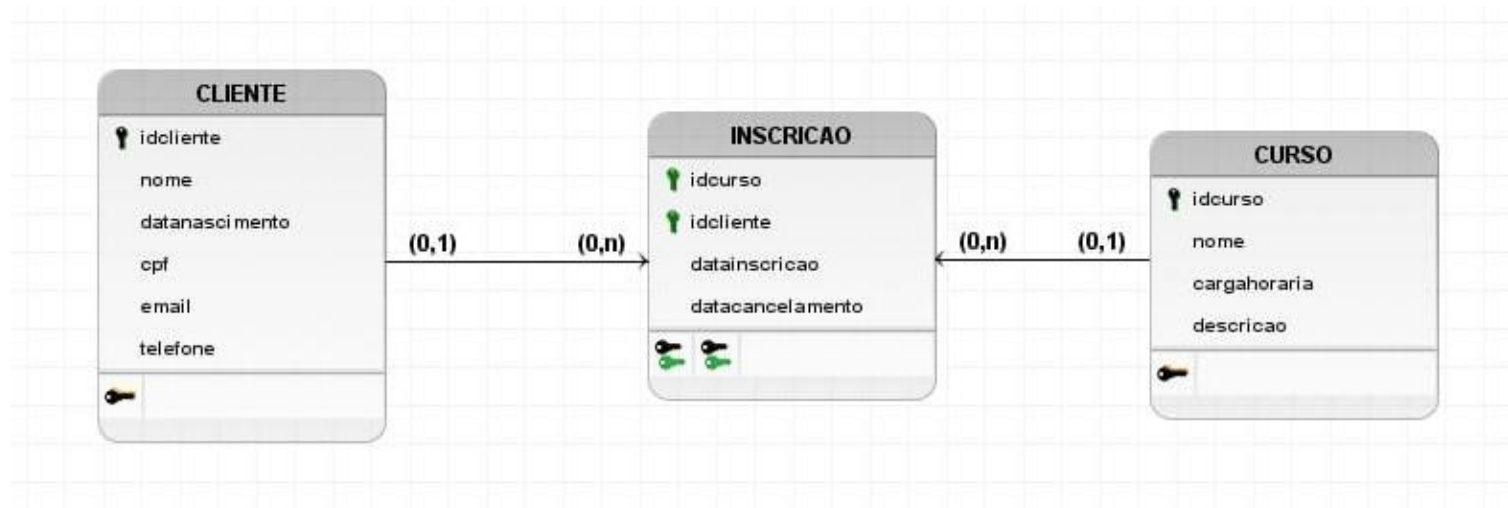 CLIENTE
idcliente
nome
datanascimento
cpf
email
telefone
(0,1)
(0,n)
INSCRICAO
idcurso
idcliente
datainscricao
datacancelamento
(0,n)
(0,1)
CURSO
idcurso
nome
cargahoraria
descricao